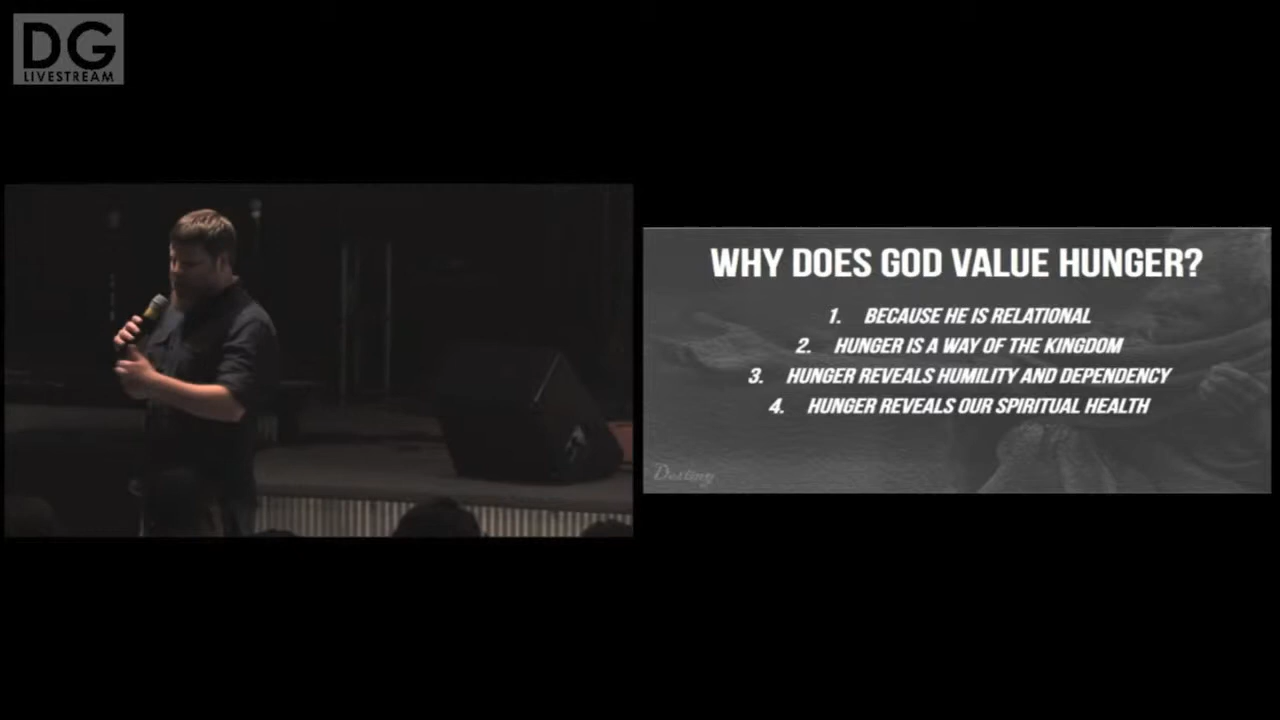 DG
LIVESTREAM
WHY DOES GOD VALUE HUNGER?
1. BECAUSE HE IS RELATIONAL
2. HUNGER IS A WAY OF THE KINGDOM
3. HUNGER REVEALS HUMILITY AND DEPENDENCY
4. HUNGER REVEALS OUR SPIRITUAL HEALTH
Destiny